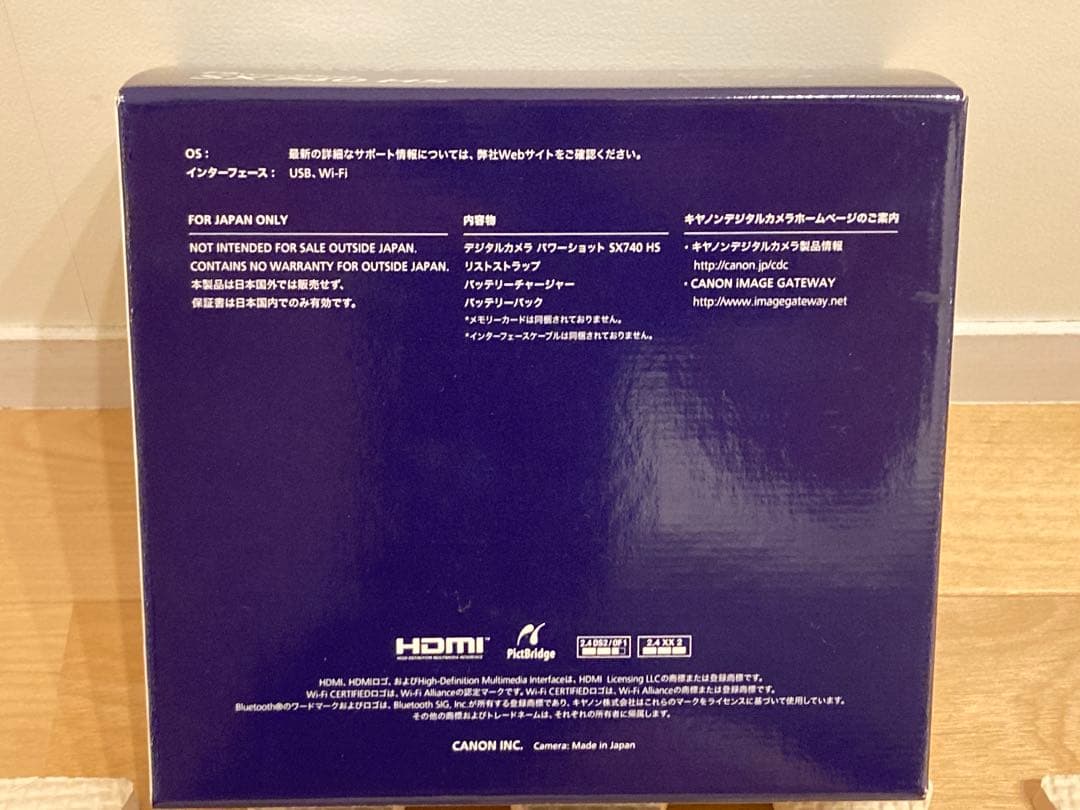 SX740 HS
OS： 最新の詳細なサポート情報については、弊社Webサイトをご確認ください。
インターフェース： USB、Wi-Fi
FOR JAPAN ONLY
NOT INTENDED FOR SALE OUTSIDE JAPAN.
CONTAINS NO WARRANTY FOR OUTSIDE JAPAN.
本製品は日本国外では販売せず、
保証書は日本国内でのみ有効です。
内容物
デジタルカメラ パワーショット SX740 HS
リストストラップ
バッテリーチャージャー
バッテリーパック
*メモリーカードは同梱されておりません。
*インターフェースケーブルは同梱されておりません。
キヤノンデジタルカメラホームページのご案内
・キヤノンデジタルカメラ製品情報
http://canon.jp/cdc
・CANON iMAGE GATEWAY
http://www.imagegateway.net
HDMI™
HIGH-DEFINITION MULTIMEDIA INTERFACE
PictBridge
2.4 DS2/OF1
2.4 XX 2
HDMI、HDMIロゴ、およびHigh-Definition Multimedia Interfaceは、HDMI Licensing LLCの商標または登録商標です。
Wi-Fi CERTIFIEDロゴは、Wi-Fi Allianceの認定マークです。Wi-Fi CERTIFIEDロゴは、Wi-Fi Allianceの商標または登録商標です。
Bluetooth®のワードマークおよびロゴは、Bluetooth SIG, Inc.が所有する登録商標であり、キヤノン株式会社はこれらのマークをライセンスに基づいて使用しています。
その他の商標およびトレードネームは、それぞれの所有者に帰属します。
CANON INC. Camera: Made in Japan